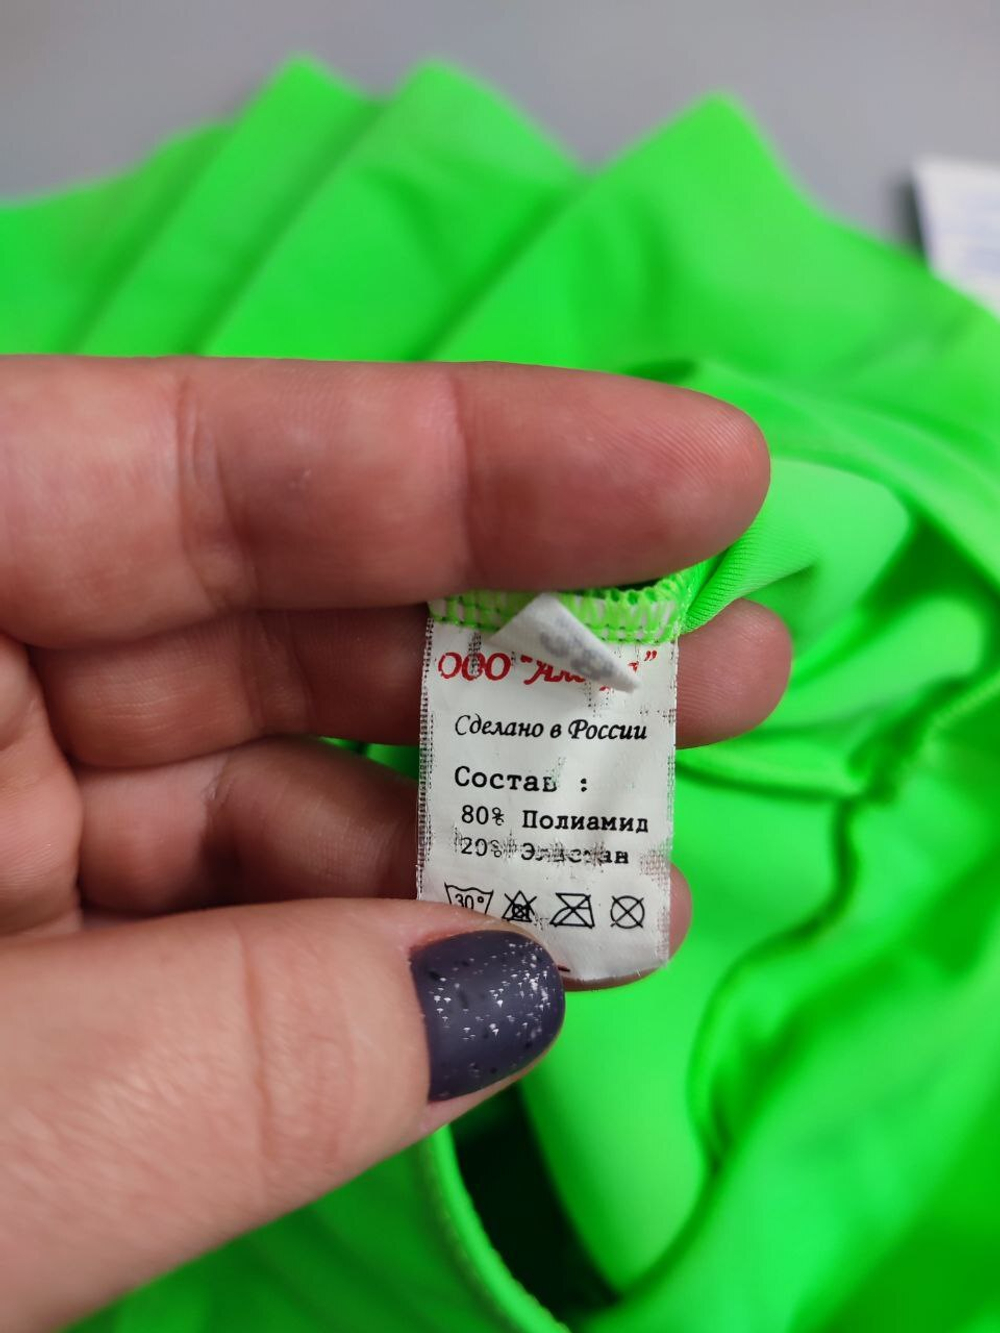 ООО
Сделано в России
Состав :
80% Полиамид
20% Эластан
30°